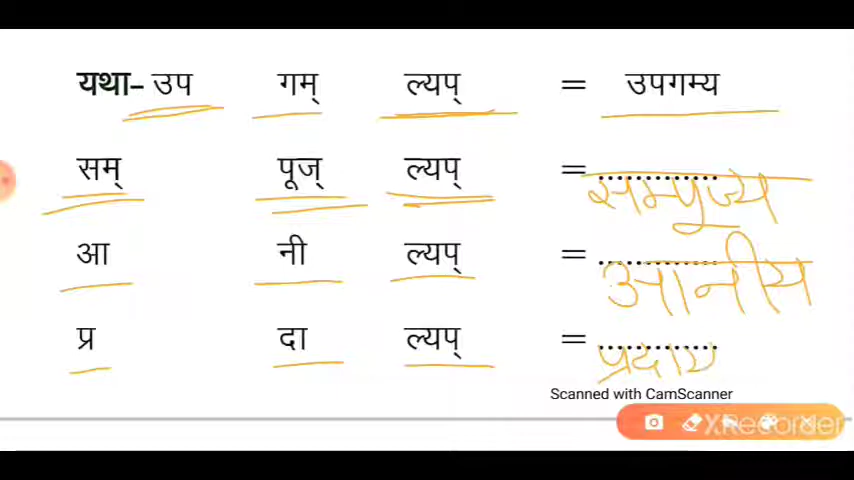 यथा– उप गम् ल्यप् = उपगम्य
सम् पूज् ल्यप् = ............ सम्पूज्य
आ नी ल्यप् = ............ आनीय
प्र दा ल्यप् = ............ प्रदाय
Scanned with CamScanner
XRecorder